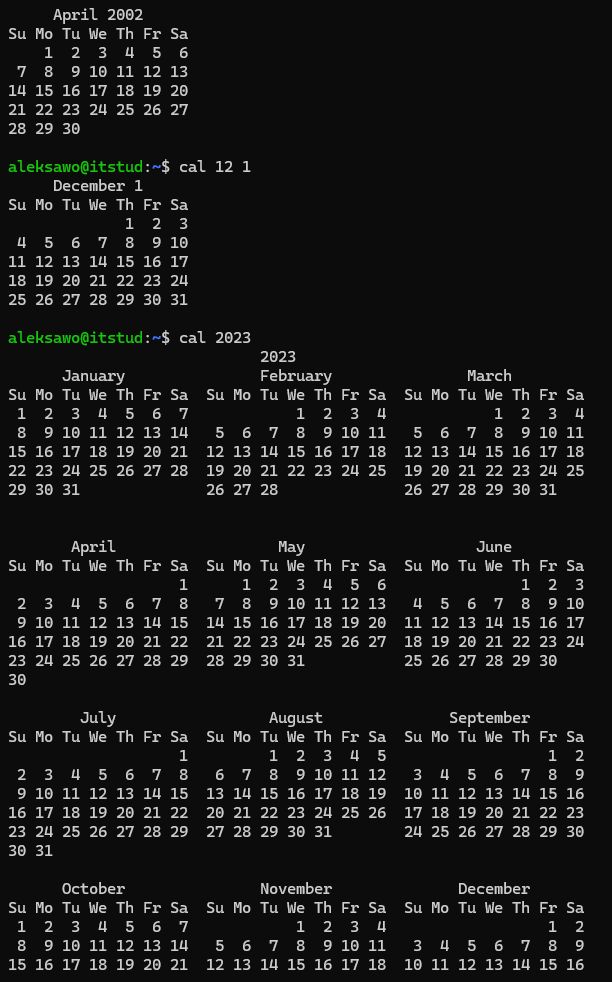 April 2002
Su Mo Tu We Th Fr Sa
    1  2  3  4  5  6
 7  8  9 10 11 12 13
14 15 16 17 18 19 20
21 22 23 24 25 26 27
28 29 30

aleksawo@itstud:~$ cal 12 1
     December 1
Su Mo Tu We Th Fr Sa
             1  2  3
 4  5  6  7  8  9 10
11 12 13 14 15 16 17
18 19 20 21 22 23 24
25 26 27 28 29 30 31

aleksawo@itstud:~$ cal 2023
                            2023
      January               February               March
Su Mo Tu We Th Fr Sa  Su Mo Tu We Th Fr Sa  Su Mo Tu We Th Fr Sa
 1  2  3  4  5  6  7            1  2  3  4            1  2  3  4
 8  9 10 11 12 13 14   5  6  7  8  9 10 11   5  6  7  8  9 10 11
15 16 17 18 19 20 21  12 13 14 15 16 17 18  12 13 14 15 16 17 18
22 23 24 25 26 27 28  19 20 21 22 23 24 25  19 20 21 22 23 24 25
29 30 31              26 27 28              26 27 28 29 30 31

       April                  May                   June
Su Mo Tu We Th Fr Sa  Su Mo Tu We Th Fr Sa  Su Mo Tu We Th Fr Sa
                   1      1  2  3  4  5  6               1  2  3
 2  3  4  5  6  7  8   7  8  9 10 11 12 13   4  5  6  7  8  9 10
 9 10 11 12 13 14 15  14 15 16 17 18 19 20  11 12 13 14 15 16 17
16 17 18 19 20 21 22  21 22 23 24 25 26 27  18 19 20 21 22 23 24
23 24 25 26 27 28 29  28 29 30 31           25 26 27 28 29 30
30

        July                 August              September
Su Mo Tu We Th Fr Sa  Su Mo Tu We Th Fr Sa  Su Mo Tu We Th Fr Sa
                   1         1  2  3  4  5                  1  2
 2  3  4  5  6  7  8   6  7  8  9 10 11 12   3  4  5  6  7  8  9
 9 10 11 12 13 14 15  13 14 15 16 17 18 19  10 11 12 13 14 15 16
16 17 18 19 20 21 22  20 21 22 23 24 25 26  17 18 19 20 21 22 23
23 24 25 26 27 28 29  27 28 29 30 31        24 25 26 27 28 29 30
30 31

      October               November              December
Su Mo Tu We Th Fr Sa  Su Mo Tu We Th Fr Sa  Su Mo Tu We Th Fr Sa
 1  2  3  4  5  6  7            1  2  3  4                  1  2
 8  9 10 11 12 13 14   5  6  7  8  9 10 11   3  4  5  6  7  8  9
15 16 17 18 19 20 21  12 13 14 15 16 17 18  10 11 12 13 14 15 16